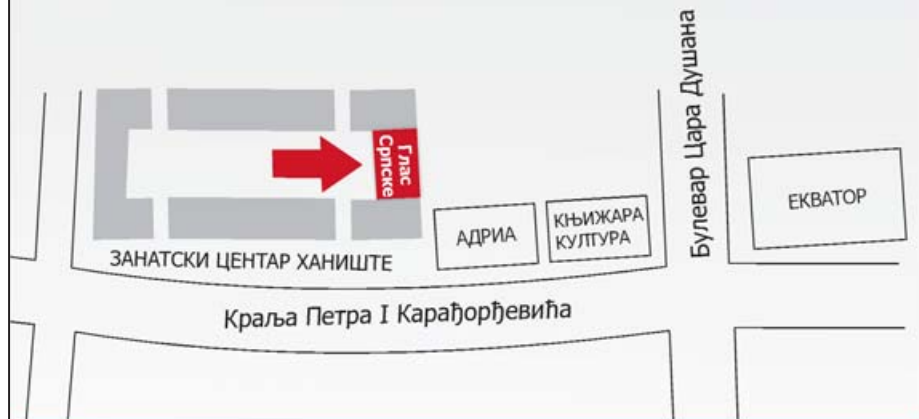 Глас
Српске
ЗАНАТСКИ ЦЕНТАР ХАНИШТЕ
АДРИА
КЊИЖАРА
КУЛТУРА
Булевар Цара Душана
ЕКВАТОР
Краља Петра I Карађорђевића